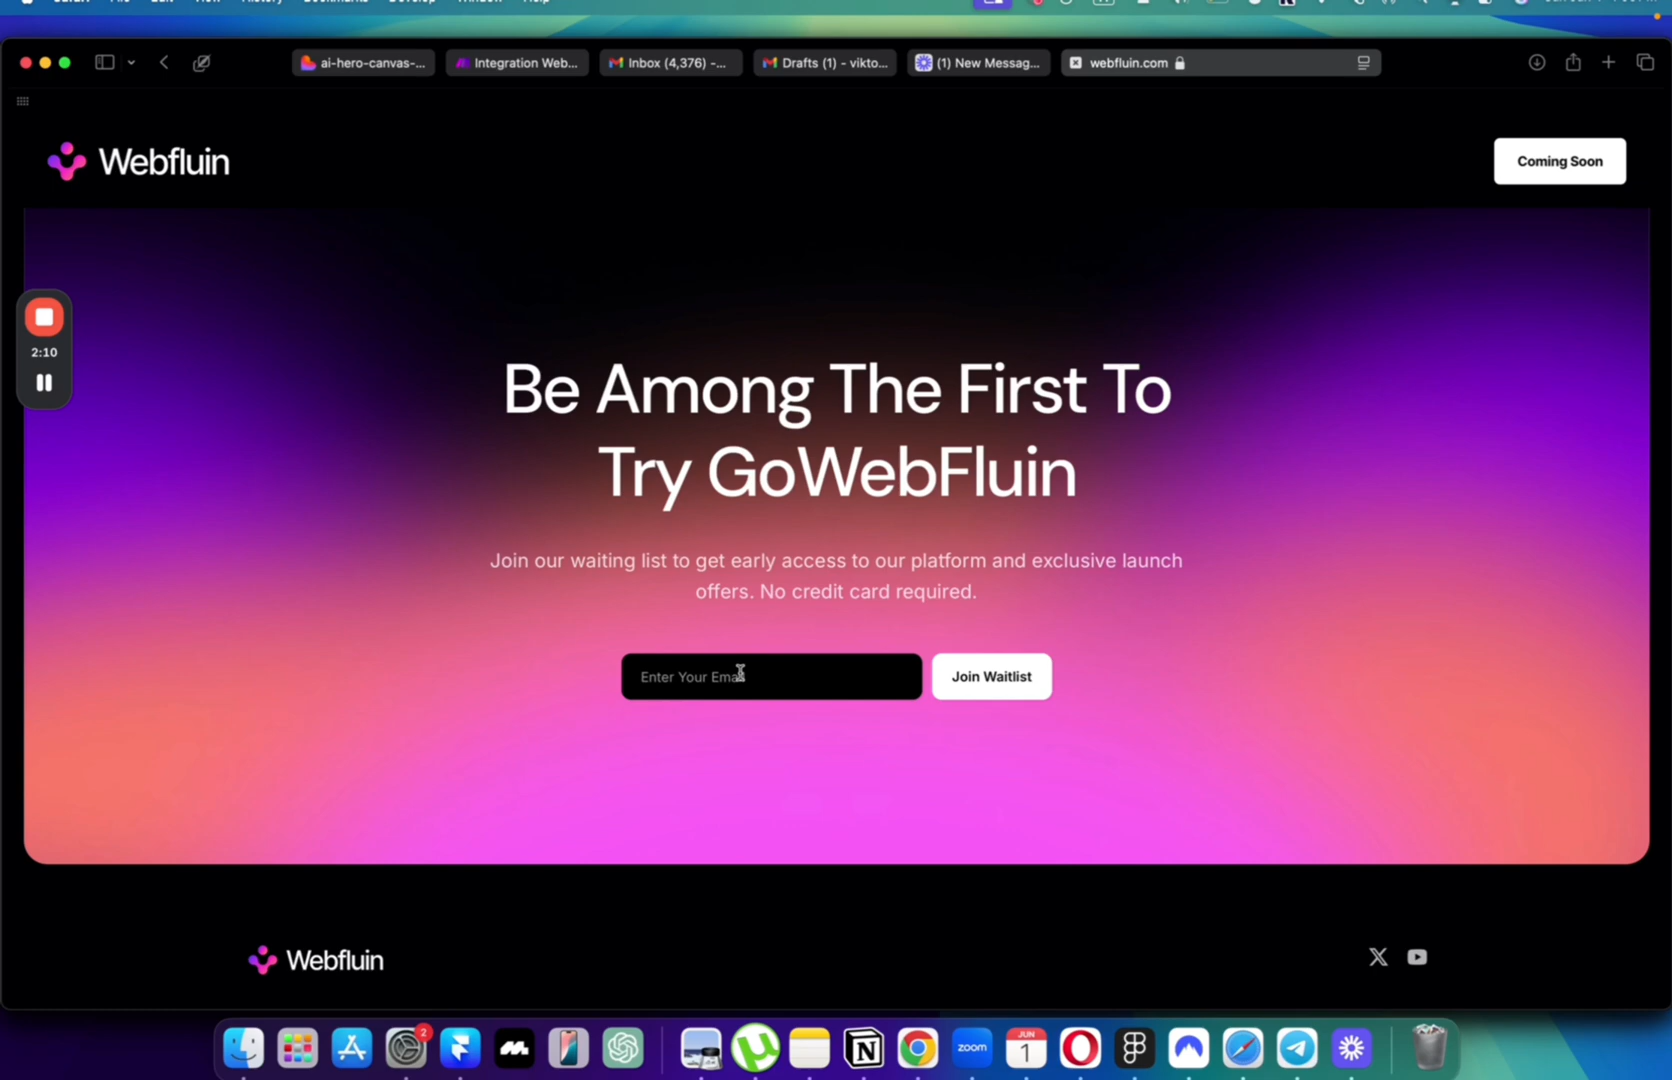 ai-hero-canvas-...
Integration Web...
Inbox (4,376) -...
Drafts (1) - vikto...
(1) New Messag...
webfluin.com
Webfluin
Coming Soon
2:10
Be Among The First To
Try GoWebFluin
Join our waiting list to get early access to our platform and exclusive launch
offers. No credit card required.
Enter Your Email
Join Waitlist
Webfluin
2
zoom
JUN
1